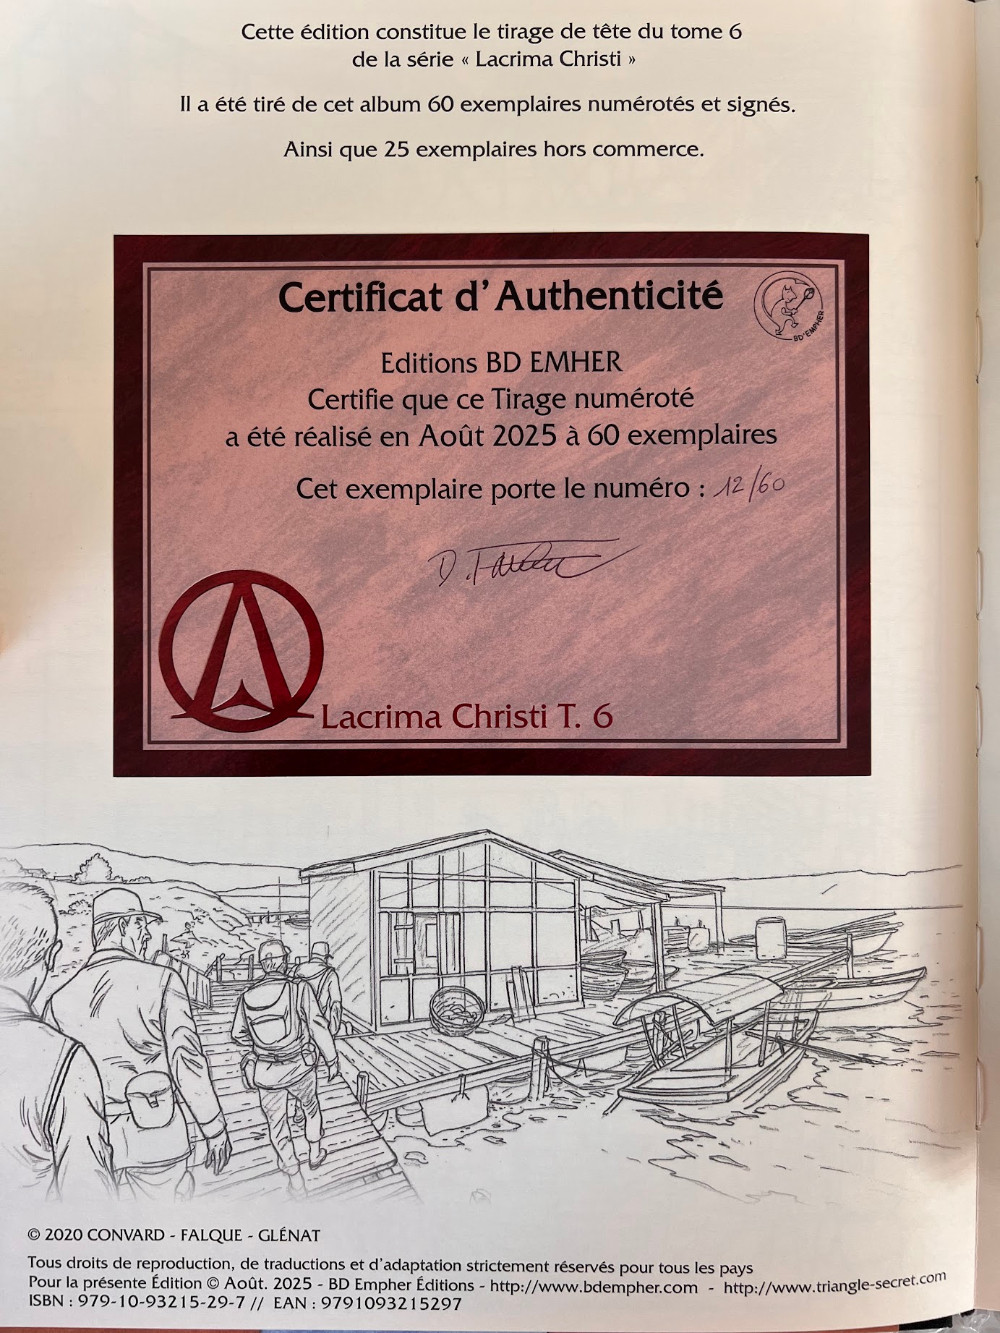 Cette édition constitue le tirage de tête du tome 6
de la série « Lacrima Christi »
Il a été tiré de cet album 60 exemplaires numérotés et signés.
Ainsi que 25 exemplaires hors commerce.
Certificat d'Authenticité
BD'EMPHER
Editions BD EMHER
Certifie que ce Tirage numéroté
a été réalisé en Août 2025 à 60 exemplaires
Cet exemplaire porte le numéro : 12/60
D. Falque
Lacrima Christi T. 6
© 2020 CONVARD - FALQUE - GLÉNAT
Tous droits de reproduction, de traductions et d'adaptation strictement réservés pour tous les pays
Pour la présente Édition © Août. 2025 - BD Empher Éditions - http://www.bdempher.com - http://www.triangle-secret.com
ISBN : 979-10-93215-29-7 // EAN : 9791093215297